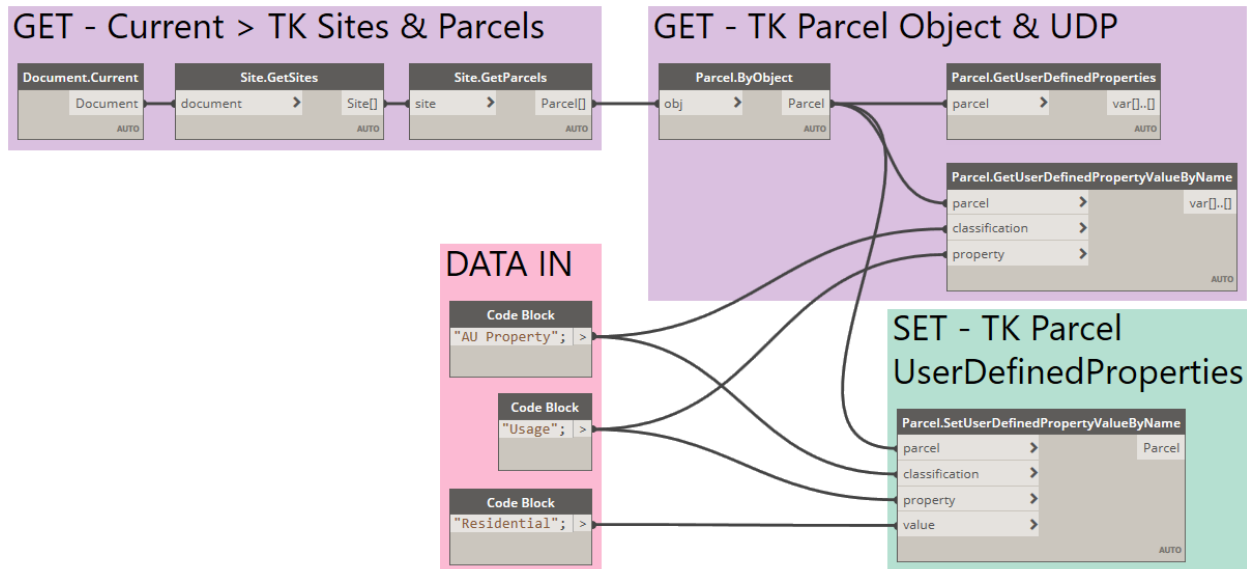 GET - Current > TK Sites & Parcels
Document.Current
Document
AUTO
Site.GetSites
document > Site[]
AUTO
Site.GetParcels
site > Parcel[]
AUTO
GET - TK Parcel Object & UDP
Parcel.ByObject
obj > Parcel
AUTO
Parcel.GetUserDefinedProperties
parcel > var[]..[]
AUTO
Parcel.GetUserDefinedPropertyValueByName
parcel > var[]..[]
classification >
property >
AUTO
DATA IN
Code Block
"AU Property"; >
Code Block
"Usage"; >
Code Block
"Residential"; >
SET - TK Parcel
UserDefinedProperties
Parcel.SetUserDefinedPropertyValueByName
parcel > Parcel
classification >
property >
value >
AUTO